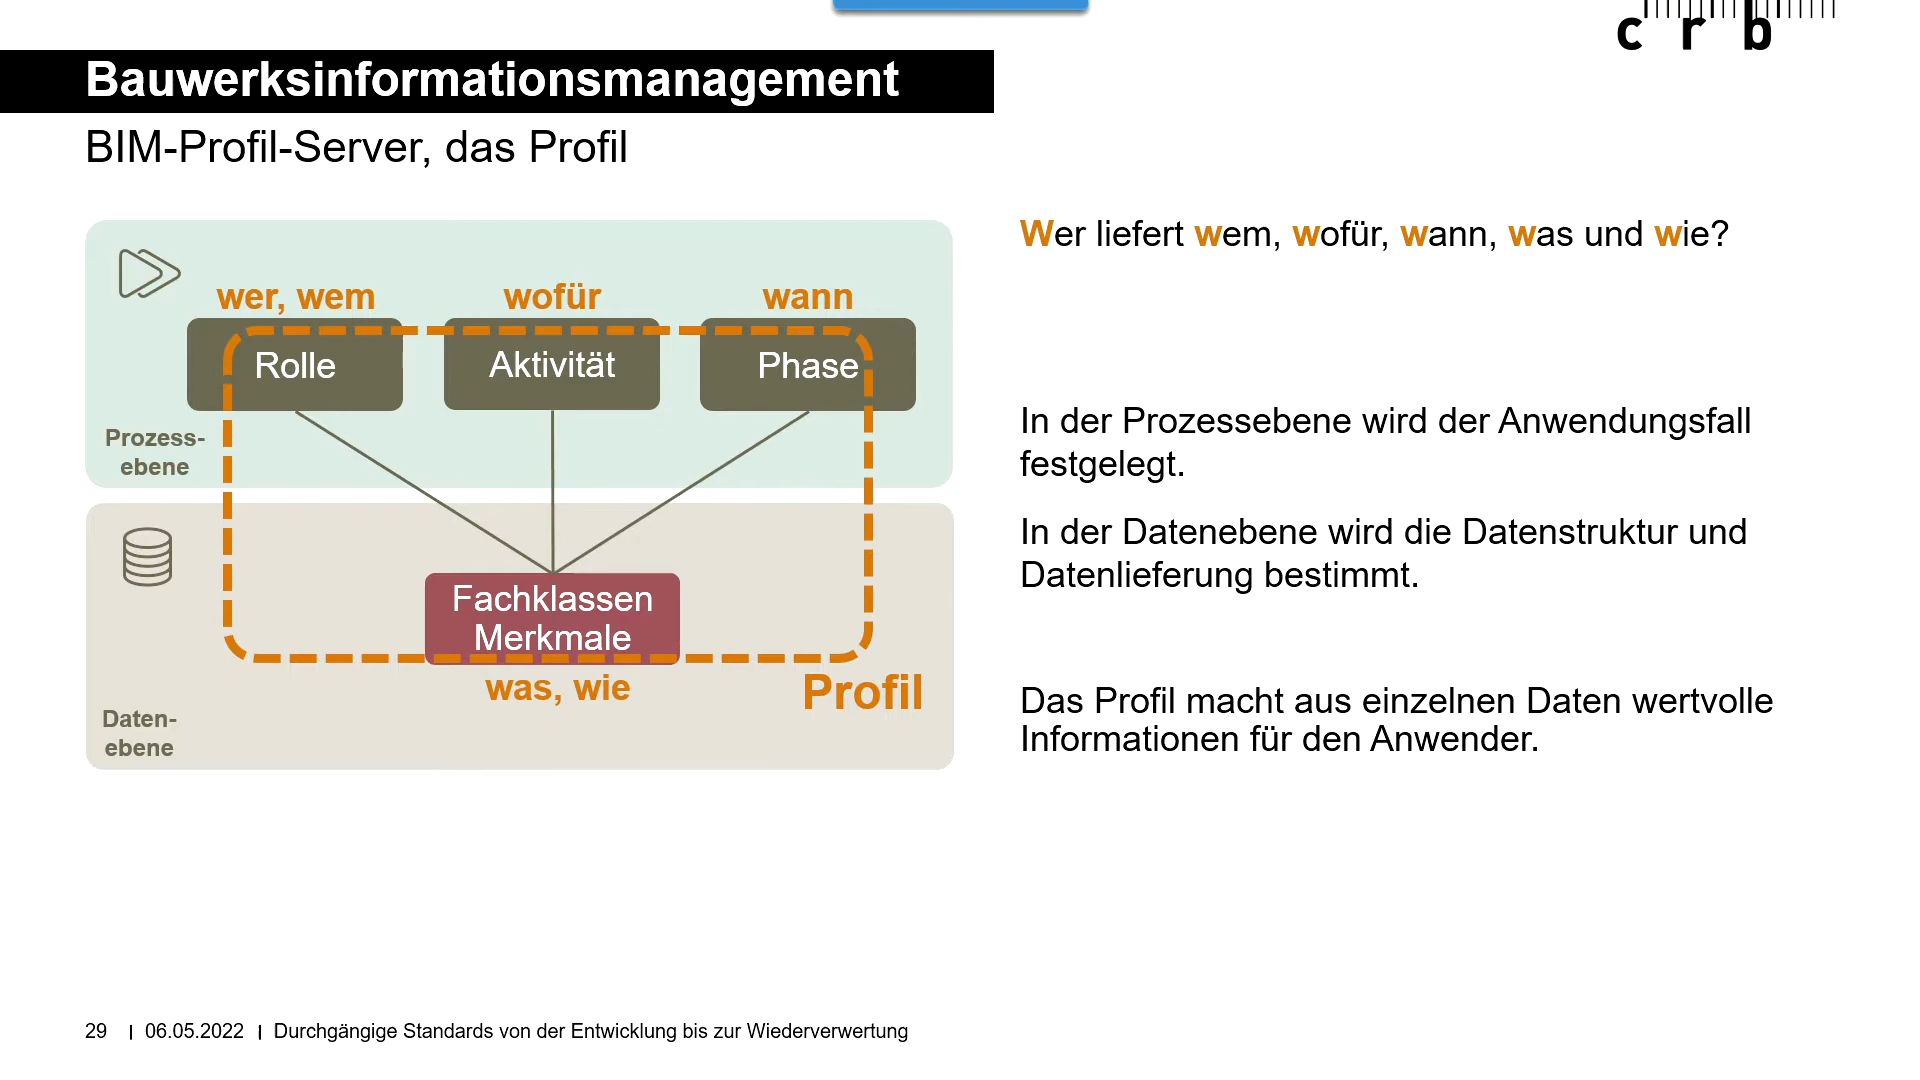 crb
Bauwerksinformationsmanagement
BIM-Profil-Server, das Profil
wer, wem
wofür
wann
Rolle
Aktivität
Phase
Prozess-
ebene
Fachklassen
Merkmale
was, wie
Profil
Daten-
ebene
Wer liefert wem, wofür, wann, was und wie?
In der Prozessebene wird der Anwendungsfall
festgelegt.
In der Datenebene wird die Datenstruktur und
Datenlieferung bestimmt.
Das Profil macht aus einzelnen Daten wertvolle
Informationen für den Anwender.
29 | 06.05.2022 | Durchgängige Standards von der Entwicklung bis zur Wiederverwertung